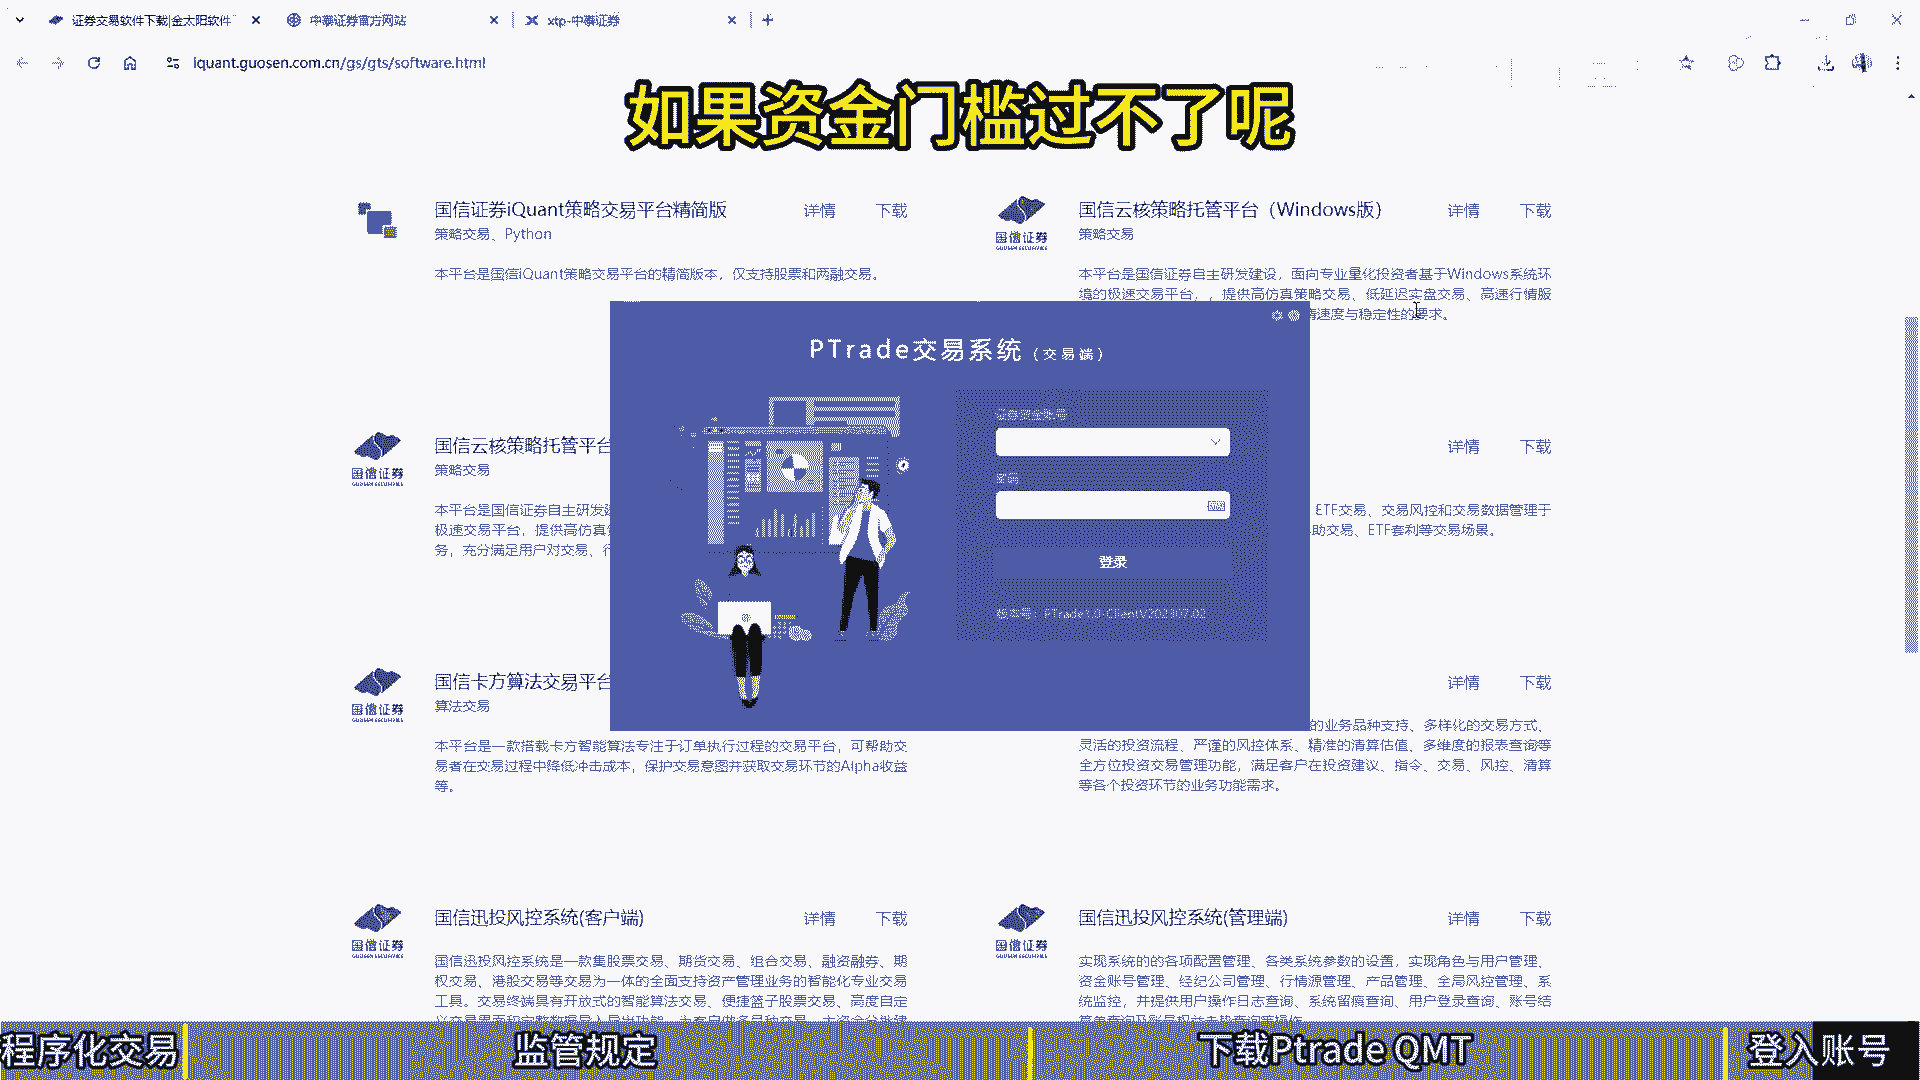 证券交易软件下载|金太阳软件
中泰证券官方网站
xtp-中泰证券
iquant.guosen.com.cn/gs/gts/software.html
如果资金门槛过不了呢
国信证券iQuant策略交易平台精简版 详情 下载
策略交易、Python
本平台是国信iQuant策略交易平台的精简版本，仅支持股票和两融交易。
国信证券
GUOSEN SECURITIES
国信云核策略托管平台（Windows版） 详情 下载
策略交易
本平台是国信证券自主研发建设，面向专业量化投资者基于Windows系统环
境的极速交易平台，，提供高仿真策略交易、低延迟实盘交易、高速行情服
速度与稳定性的要求。
PTrade交易系统（交易端）
证券资金账号
密码
登录
版本号：PTrade1.0-ClientV202307.02
国信证券
GUOSEN SECURITIES
国信云核策略托管平台
策略交易
本平台是国信证券自主研发
极速交易平台，提供高仿真
务，充分满足用户对交易、
详情 下载
ETF交易、交易风控和交易数据管理于
助交易、ETF套利等交易场景。
国信证券
GUOSEN SECURITIES
国信卡方算法交易平台
算法交易
本平台是一款搭载卡方智能算法专注于订单执行过程的交易平台，可帮助交
易者在交易过程中降低冲击成本，保护交易意图并获取交易环节的Alpha收益
等。
详情 下载
的业务品种支持、多样化的交易方式、
灵活的投资流程、严谨的风控体系、精准的清算估值、多维度的报表查询等
全方位投资交易管理功能，满足客户在投资建议、指令、交易、风控、清算
等各个投资环节的业务功能需求。
国信证券
GUOSEN SECURITIES
国信迅投风控系统(客户端) 详情 下载
国信迅投风控系统是一款集股票交易、期货交易、组合交易、融资融券、期
权交易、港股交易等交易为一体的全面支持资产管理业务的智能化专业交易
工具。交易终端具有开放式的智能算法交易、便捷篮子股票交易、高度自定
国信证券
GUOSEN SECURITIES
国信迅投风控系统(管理端) 详情 下载
实现系统的的各项配置管理、各类系统参数的设置，实现角色与用户管理、
资金账号管理、经纪公司管理、行情源管理、产品管理、全局风控管理、系
统监控，并提供用户操作日志查询、系统留痕查询、用户登录查询、账号结
程序化交易
监管规定
下载Ptrade QMT
登入账号